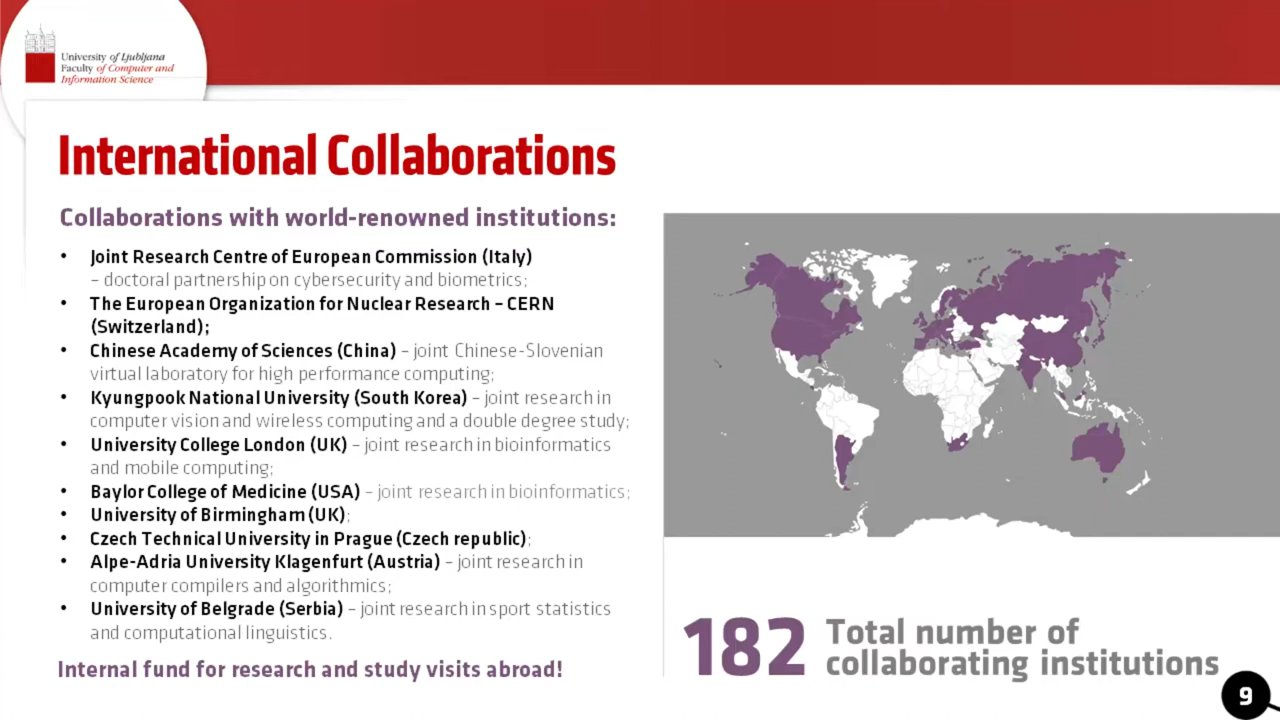 University of Ljubljana
Faculty of Computer and
Information Science
International Collaborations
Collaborations with world-renowned institutions:
• Joint Research Centre of European Commission (Italy)
– doctoral partnership on cybersecurity and biometrics;
• The European Organization for Nuclear Research – CERN
(Switzerland);
• Chinese Academy of Sciences (China) – joint Chinese-Slovenian
virtual laboratory for high performance computing;
• Kyungpook National University (South Korea) – joint research in
computer vision and wireless computing and a double degree study;
• University College London (UK) – joint research in bioinformatics
and mobile computing;
• Baylor College of Medicine (USA) – joint research in bioinformatics;
• University of Birmingham (UK);
• Czech Technical University in Prague (Czech republic);
• Alpe-Adria University Klagenfurt (Austria) – joint research in
computer compilers and algorithmics;
• University of Belgrade (Serbia) – joint research in sport statistics
and computational linguistics.
Internal fund for research and study visits abroad!
182 Total number of
collaborating institutions
9